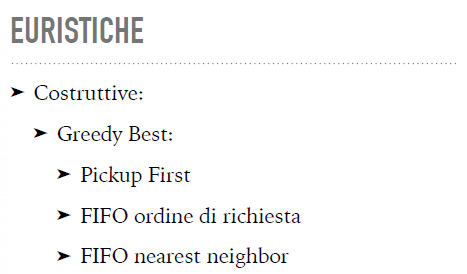 EURISTICHE
➤ Costruttive:
➤ Greedy Best:
➤ Pickup First
➤ FIFO ordine di richiesta
➤ FIFO nearest neighbor